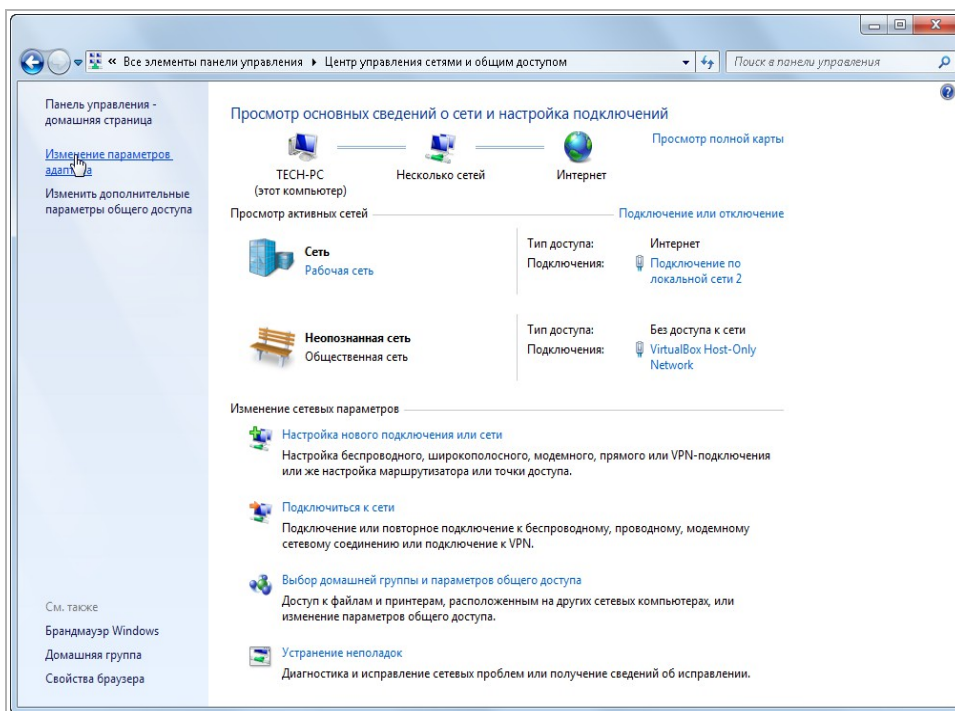 « Все элементы панели управления ▸ Центр управления сетями и общим доступом
Поиск в панели управления
Панель управления -
домашняя страница
Изменение параметров
адаптера
Изменить дополнительные
параметры общего доступа
Просмотр основных сведений о сети и настройка подключений
Просмотр полной карты
TECH-PC
(этот компьютер)
Несколько сетей
Интернет
Просмотр активных сетей
Подключение или отключение
Сеть
Рабочая сеть
Тип доступа: Интернет
Подключения: Подключение по
локальной сети 2
Неопознанная сеть
Общественная сеть
Тип доступа: Без доступа к сети
Подключения: VirtualBox Host-Only
Network
Изменение сетевых параметров
Настройка нового подключения или сети
Настройка беспроводного, широкополосного, модемного, прямого или VPN-подключения
или же настройка маршрутизатора или точки доступа.
Подключиться к сети
Подключение или повторное подключение к беспроводному, проводному, модемному
сетевому соединению или подключение к VPN.
Выбор домашней группы и параметров общего доступа
Доступ к файлам и принтерам, расположенным на других сетевых компьютерах, или
изменение параметров общего доступа.
Устранение неполадок
Диагностика и исправление сетевых проблем или получение сведений об исправлении.
См. также
Брандмауэр Windows
Домашняя группа
Свойства браузера